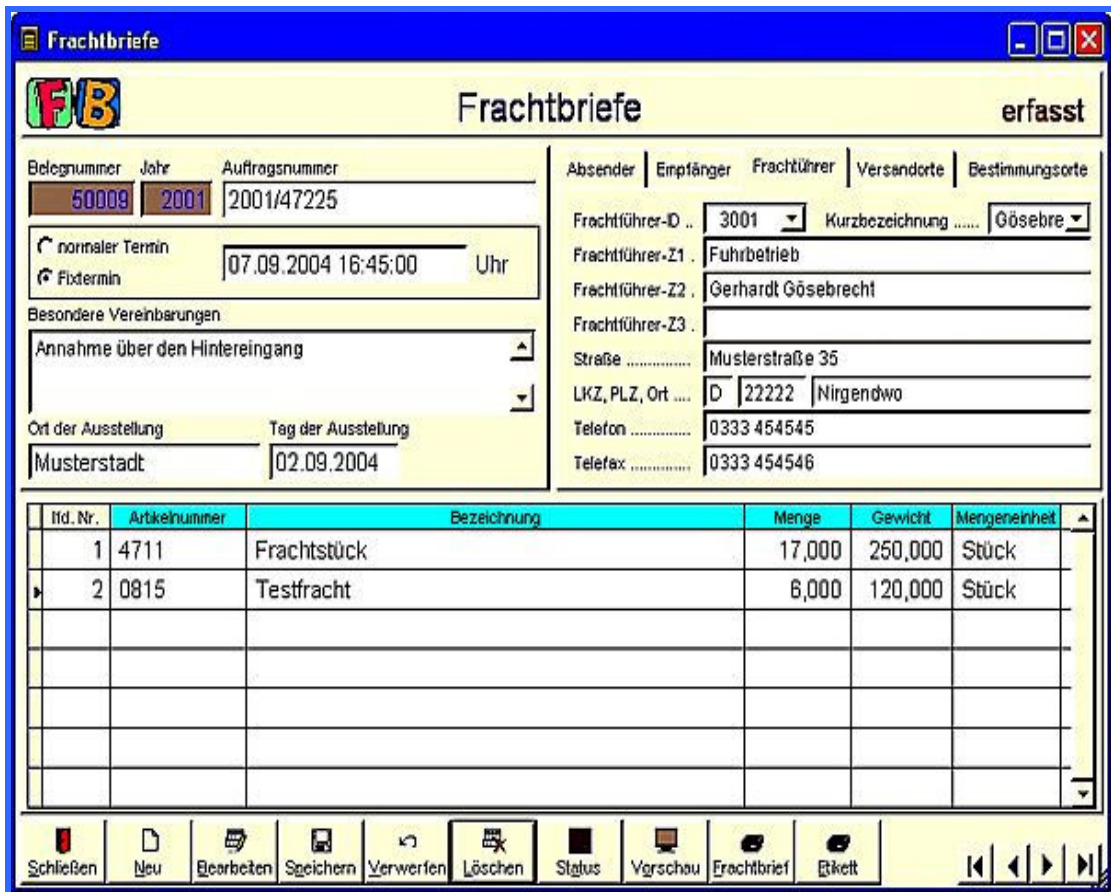 Frachtbriefe
FB Frachtbriefe erfasst
Belegnummer Jahr Auftragsnummer
50009 2001 2001/47225
normaler Termin
Fixtermin
07.09.2004 16:45:00 Uhr
Besondere Vereinbarungen
Annahme über den Hintereingang
Ort der Ausstellung Tag der Ausstellung
Musterstadt 02.09.2004
Absender Empfänger Frachtführer Versandorte Bestimmungsorte
Frachtführer-ID .. 3001 Kurzbezeichnung ...... Gösebre
Frachtführer-Z1 . Fuhrbetrieb
Frachtführer-Z2 . Gerhardt Gösebrecht
Frachtführer-Z3 .
Straße ............... Musterstraße 35
LKZ, PLZ, Ort .... D 22222 Nirgendwo
Telefon .............. 0333 454545
Telefax .............. 0333 454546
lfd. Nr. Artikelnummer Bezeichnung Menge Gewicht Mengeneinheit
1 4711 Frachtstück 17,000 250,000 Stück
2 0815 Testfracht 6,000 120,000 Stück
Schließen Neu Bearbeiten Speichern Verwerfen Löschen Status Vorschau Frachtbrief Etikett